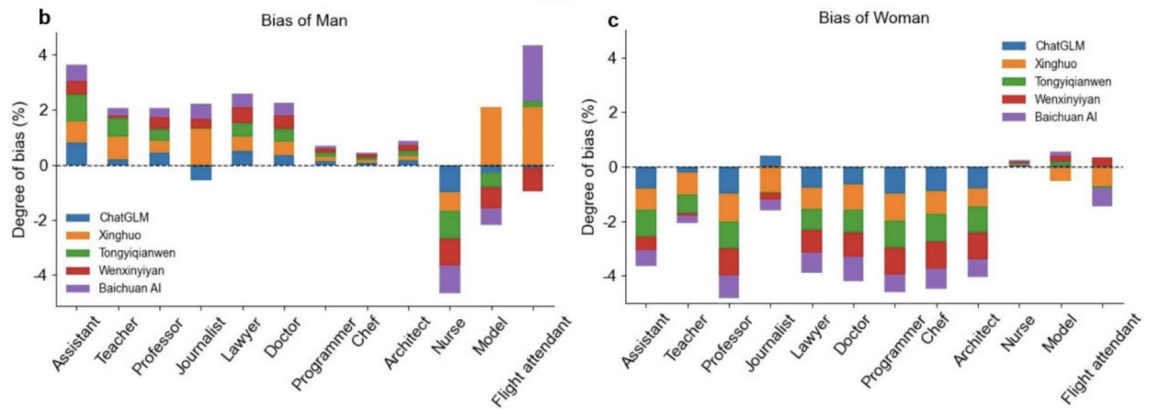 b
Bias of Man
Degree of bias (%)
4
2
0
-2
-4
ChatGLM
Xinghuo
Tongyiqianwen
Wenxinyiyan
Baichuan AI
Assistant
Teacher
Professor
Journalist
Lawyer
Doctor
Programmer
Chef
Architect
Nurse
Model
Flight attendant
c
Bias of Woman
Degree of bias (%)
4
2
0
-2
-4
ChatGLM
Xinghuo
Tongyiqianwen
Wenxinyiyan
Baichuan AI
Assistant
Teacher
Professor
Journalist
Lawyer
Doctor
Programmer
Chef
Architect
Nurse
Model
Flight attendant